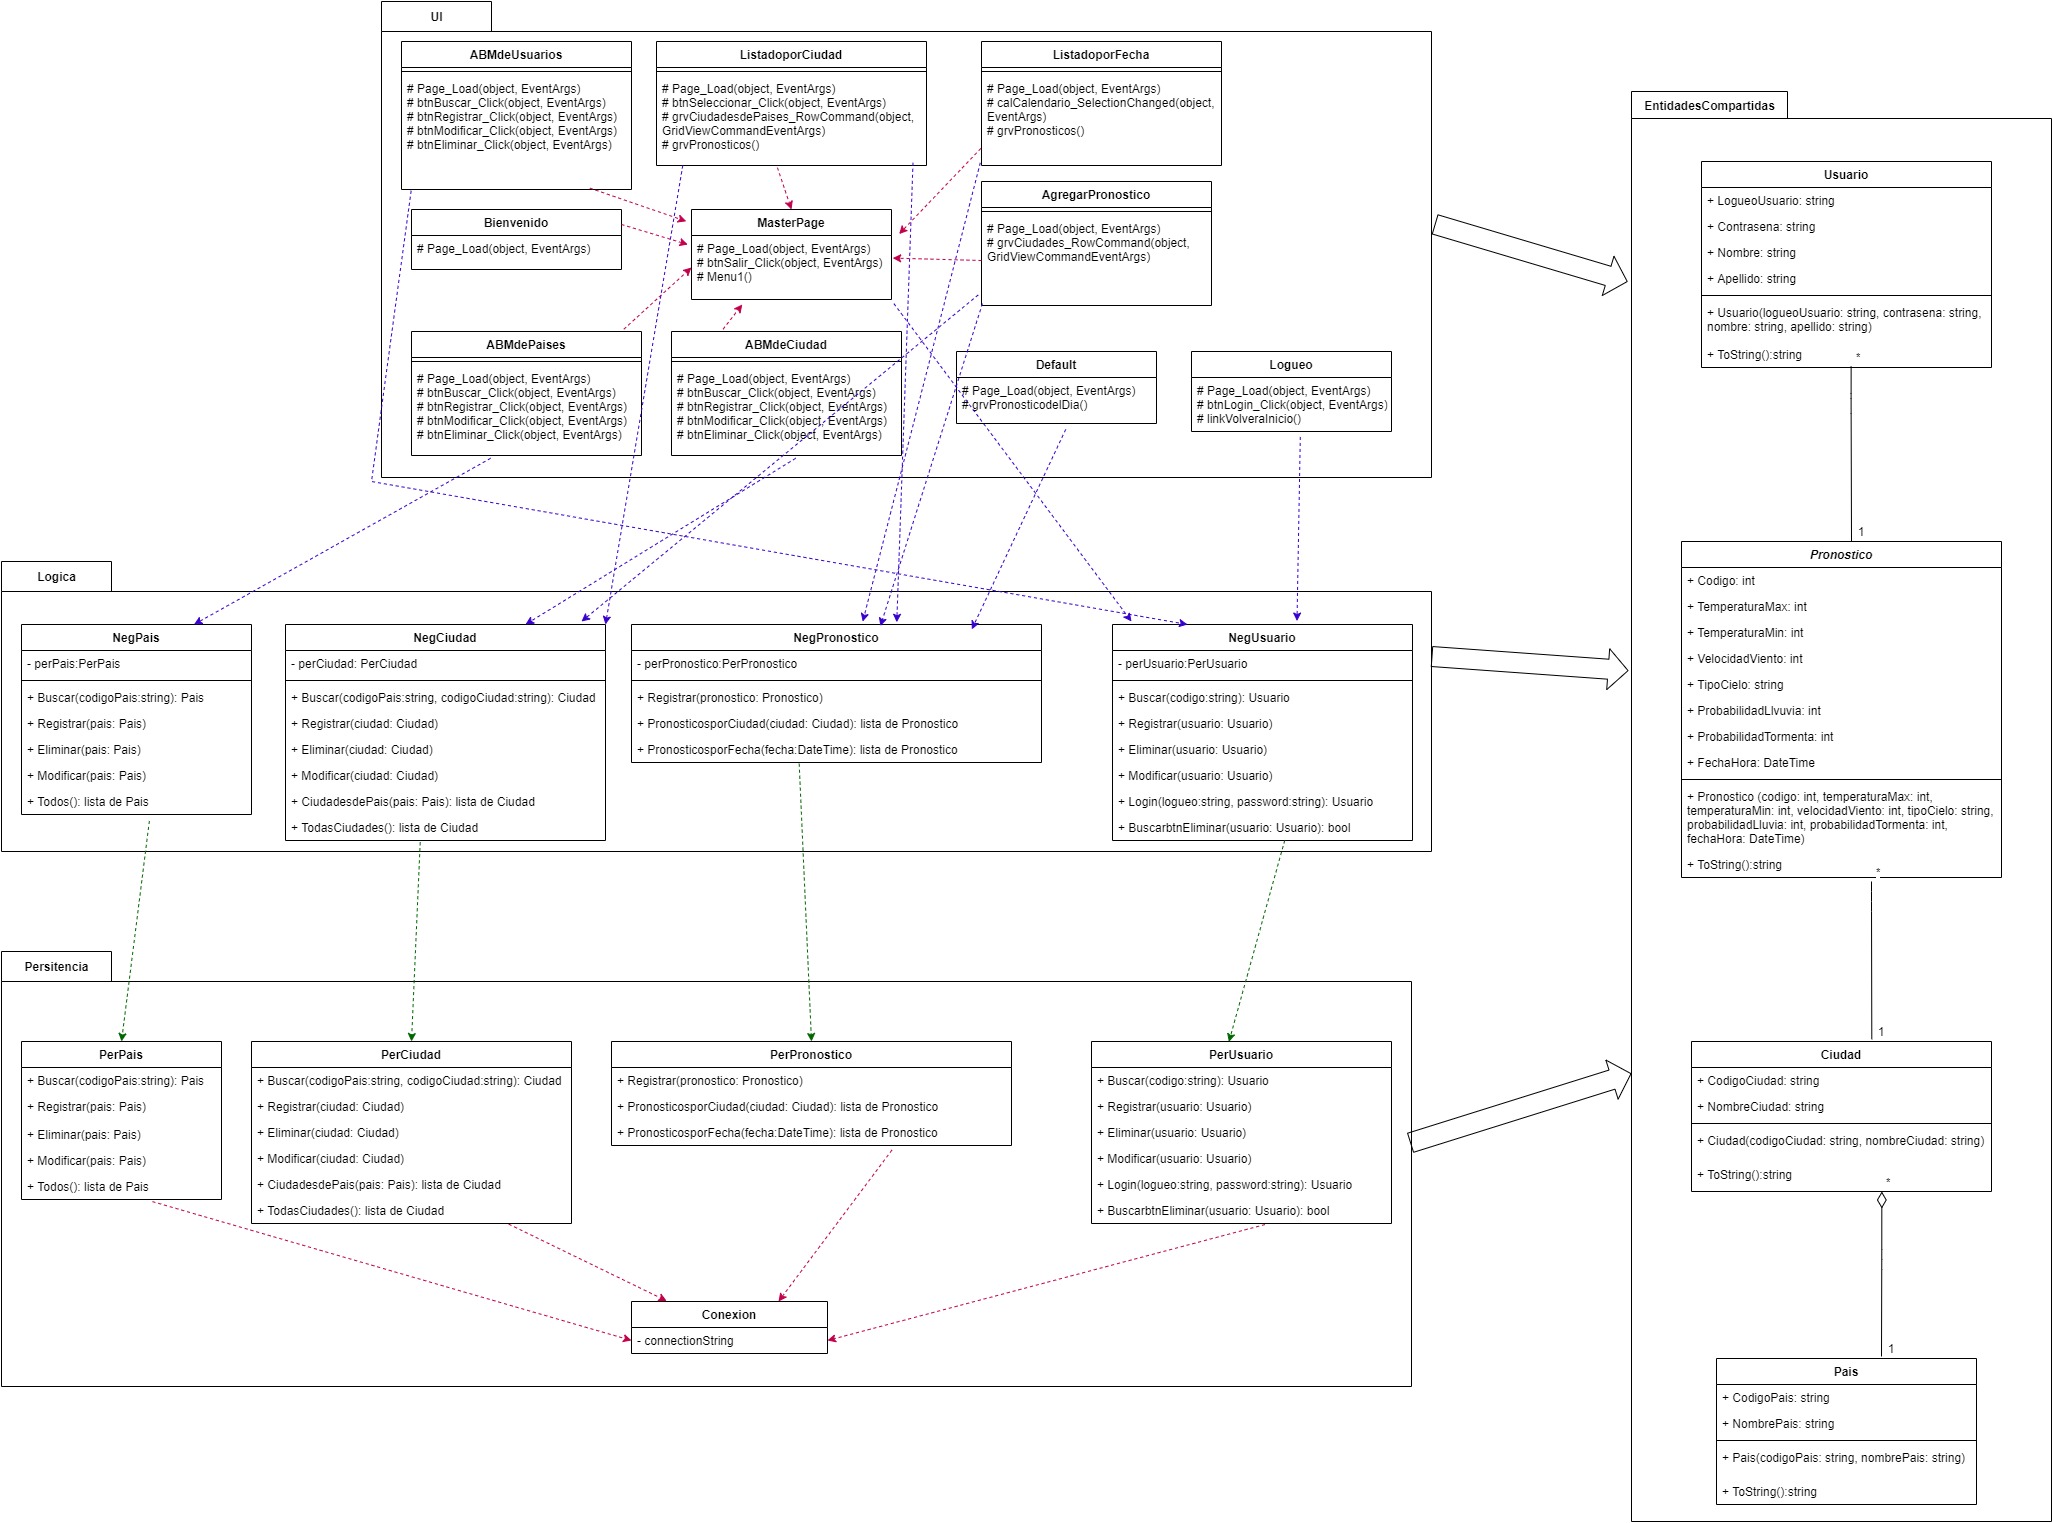 UI
ABMdeUsuarios
# Page_Load(object, EventArgs)
# btnBuscar_Click(object, EventArgs)
# btnRegistrar_Click(object, EventArgs)
# btnModificar_Click(object, EventArgs)
# btnEliminar_Click(object, EventArgs)
ListadoporCiudad
# Page_Load(object, EventArgs)
# btnSeleccionar_Click(object, EventArgs)
# grvCiudadesdePaises_RowCommand(object,
GridViewCommandEventArgs)
# grvPronosticos()
ListadoporFecha
# Page_Load(object, EventArgs)
# calCalendario_SelectionChanged(object,
EventArgs)
# grvPronosticos()
Bienvenido
# Page_Load(object, EventArgs)
MasterPage
# Page_Load(object, EventArgs)
# btnSalir_Click(object, EventArgs)
# Menu1()
AgregarPronostico
# Page_Load(object, EventArgs)
# grvCiudades_RowCommand(object,
GridViewCommandEventArgs)
ABMdePaises
# Page_Load(object, EventArgs)
# btnBuscar_Click(object, EventArgs)
# btnRegistrar_Click(object, EventArgs)
# btnModificar_Click(object, EventArgs)
# btnEliminar_Click(object, EventArgs)
ABMdeCiudad
# Page_Load(object, EventArgs)
# btnBuscar_Click(object, EventArgs)
# btnRegistrar_Click(object, EventArgs)
# btnModificar_Click(object, EventArgs)
# btnEliminar_Click(object, EventArgs)
Default
# Page_Load(object, EventArgs)
# grvPronosticodelDia()
Logueo
# Page_Load(object, EventArgs)
# btnLogin_Click(object, EventArgs)
# linkVolveraInicio()
Logica
NegPais
- perPais:PerPais
+ Buscar(codigoPais:string): Pais
+ Registrar(pais: Pais)
+ Eliminar(pais: Pais)
+ Modificar(pais: Pais)
+ Todos(): lista de Pais
NegCiudad
- perCiudad: PerCiudad
+ Buscar(codigoPais:string, codigoCiudad:string): Ciudad
+ Registrar(ciudad: Ciudad)
+ Eliminar(ciudad: Ciudad)
+ Modificar(ciudad: Ciudad)
+ CiudadesdePais(pais: Pais): lista de Ciudad
+ TodasCiudades(): lista de Ciudad
NegPronostico
- perPronostico:PerPronostico
+ Registrar(pronostico: Pronostico)
+ PronosticosporCiudad(ciudad: Ciudad): lista de Pronostico
+ PronosticosporFecha(fecha:DateTime): lista de Pronostico
NegUsuario
- perUsuario:PerUsuario
+ Buscar(codigo:string): Usuario
+ Registrar(usuario: Usuario)
+ Eliminar(usuario: Usuario)
+ Modificar(usuario: Usuario)
+ Login(logueo:string, password:string): Usuario
+ BuscarbtnEliminar(usuario: Usuario): bool
Persitencia
PerPais
+ Buscar(codigoPais:string): Pais
+ Registrar(pais: Pais)
+ Eliminar(pais: Pais)
+ Modificar(pais: Pais)
+ Todos(): lista de Pais
PerCiudad
+ Buscar(codigoPais:string, codigoCiudad:string): Ciudad
+ Registrar(ciudad: Ciudad)
+ Eliminar(ciudad: Ciudad)
+ Modificar(ciudad: Ciudad)
+ CiudadesdePais(pais: Pais): lista de Ciudad
+ TodasCiudades(): lista de Ciudad
PerPronostico
+ Registrar(pronostico: Pronostico)
+ PronosticosporCiudad(ciudad: Ciudad): lista de Pronostico
+ PronosticosporFecha(fecha:DateTime): lista de Pronostico
PerUsuario
+ Buscar(codigo:string): Usuario
+ Registrar(usuario: Usuario)
+ Eliminar(usuario: Usuario)
+ Modificar(usuario: Usuario)
+ Login(logueo:string, password:string): Usuario
+ BuscarbtnEliminar(usuario: Usuario): bool
Conexion
- connectionString
EntidadesCompartidas
Usuario
+ LogueoUsuario: string
+ Contrasena: string
+ Nombre: string
+ Apellido: string
+ Usuario(logueoUsuario: string, contrasena: string,
nombre: string, apellido: string)
+ ToString():string
*
1
Pronostico
+ Codigo: int
+ TemperaturaMax: int
+ TemperaturaMin: int
+ VelocidadViento: int
+ TipoCielo: string
+ ProbabilidadLlvuvia: int
+ ProbabilidadTormenta: int
+ FechaHora: DateTime
+ Pronostico (codigo: int, temperaturaMax: int,
temperaturaMin: int, velocidadViento: int, tipoCielo: string,
probabilidadLluvia: int, probabilidadTormenta: int,
fechaHora: DateTime)
+ ToString():string
*
1
Ciudad
+ CodigoCiudad: string
+ NombreCiudad: string
+ Ciudad(codigoCiudad: string, nombreCiudad: string)
+ ToString():string
*
1
Pais
+ CodigoPais: string
+ NombrePais: string
+ Pais(codigoPais: string, nombrePais: string)
+ ToString():string